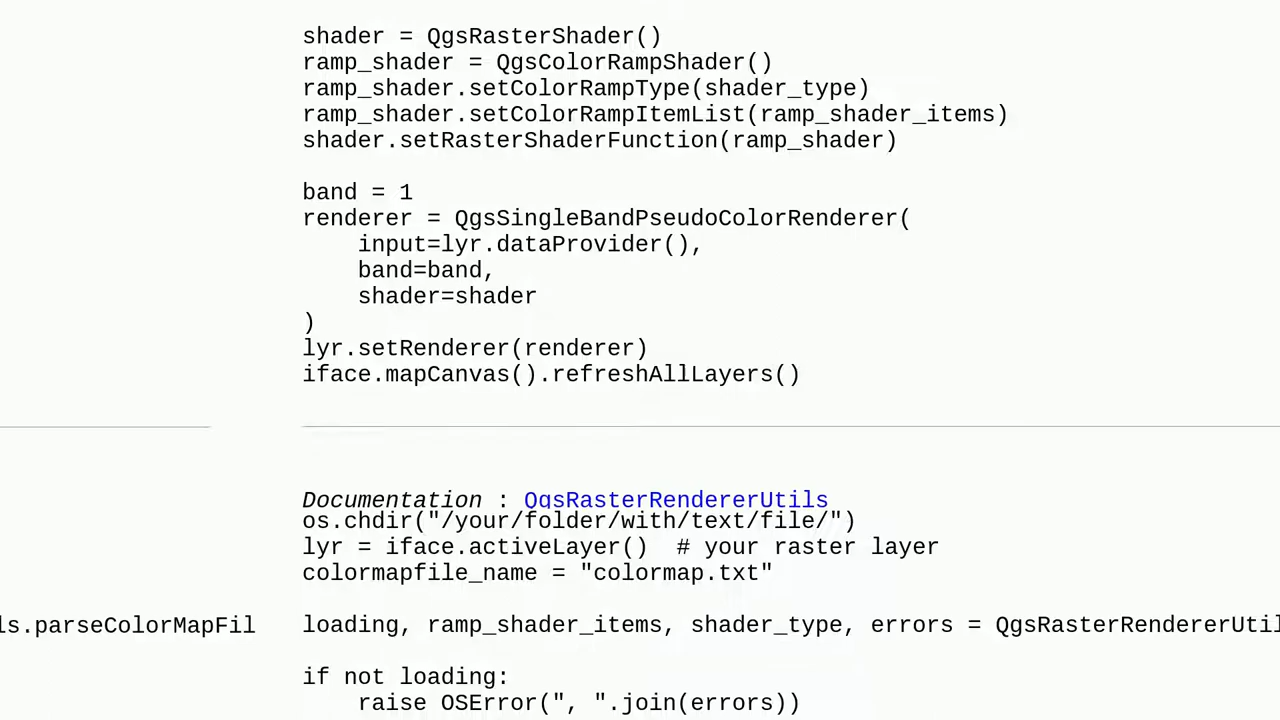 shader = QgsRasterShader()
ramp_shader = QgsColorRampShader()
ramp_shader.setColorRampType(shader_type)
ramp_shader.setColorRampItemList(ramp_shader_items)
shader.setRasterShaderFunction(ramp_shader)
band = 1
renderer = QgsSingleBandPseudoColorRenderer(
    input=lyr.dataProvider(),
    band=band,
    shader=shader
)
lyr.setRenderer(renderer)
iface.mapCanvas().refreshAllLayers()
Documentation : QgsRasterRendererUtils
os.chdir("/your/folder/with/text/file/")
lyr = iface.activeLayer()  # your raster layer
colormapfile_name = "colormap.txt"
ls.parseColorMapFil
loading, ramp_shader_items, shader_type, errors = QgsRasterRendererUtil
if not loading:
    raise OSError(", ".join(errors))